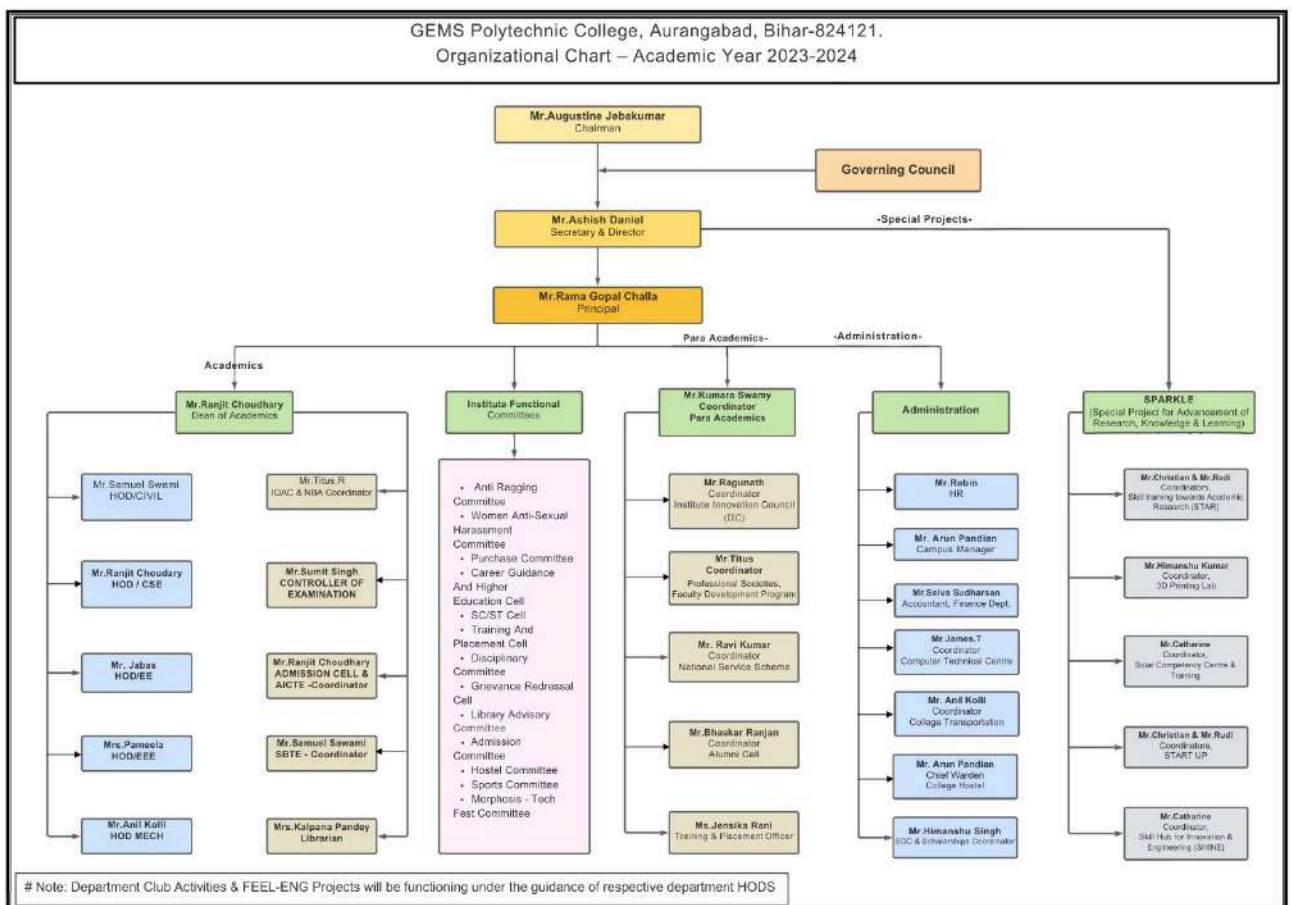 GEMS Polytechnic College, Aurangabad, Bihar-824121.
Organizational Chart – Academic Year 2023-2024
Mr.Augustine Jebakumar
Chairman
Governing Council
Mr.Ashish Daniel
Secretary & Director
-Special Projects-
Mr.Rama Gopal Challa
Principal
Academics
Para Academics-
-Administration-
Mr.Ranjit Choudhary
Dean of Academics
Mr.Samuel Swami
HOD/CIVIL
Mr.Ranjit Choudary
HOD / CSE
Mr. Jabas
HOD/EE
Mrs.Pameela
HOD/EEE
Mr.Anil Kolli
HOD MECH
Mr.Titus.R
IQAC & NBA Coordinator
Mr.Sumit Singh
CONTROLLER OF
EXAMINATION
Mr.Ranjit Choudhary
ADMISSION CELL &
AICTE -Coordinator
Mr.Samuel Sawami
SBTE - Coordinator
Mrs.Kalpana Pandey
Librarian
Institute Functional
Committees
• Anti Ragging
Committee
• Women Anti-Sexual
Harassment
Committee
• Purchase Committee
• Career Guidance
And Higher
Education Cell
• SC/ST Cell
• Training And
Placement Cell
• Disciplinary
Committee
• Grievance Redressal
Cell
• Library Advisory
Committee
• Admission
Committee
• Hostel Committee
• Sports Committee
• Morphosis - Tech
Fest Committee
Mr.Kumara Swamy
Coordinator
Para Academics
Mr.Ragunath
Coordinator
Institute Innovation Council
(IIC)
Mr.Titus
Coordinator
Professional Societies,
Faculty Development Program
Mr. Ravi Kumar
Coordinator
National Service Scheme
Mr.Bhaskar Ranjan
Coordinator
Alumni Cell
Ms.Jensika Rani
Training & Placement Officer
Administration
Mr.Robin
HR
Mr. Arun Pandian
Campus Manager
Mr.Selva Sudharsan
Accountant, Finance Dept.
Mr.James.T
Coordinator
Computer Technical Centre
Mr. Anil Kolli
Coordinator
College Transportation
Mr. Arun Pandian
Chief Warden
College Hostel
Mr.Himanshu Singh
& Scholarships Coordinator
SPARKLE
(Special Project for Advancement of
Research, Knowledge & Learning)
Mr.Christian & Mr.Rudi
Coordinators,
Skill training towards Academic
Research (STAR)
Mr.Himanshu Kumar
Coordinator,
3D Printing Lab
Mr.Catharine
Coordinator,
Solar Competency Centre &
Training
Mr.Christian & Mr.Rudi
Coordinators,
START UP
Mr.Catharine
Coordinator,
Skill Hub for Innovation &
Engineering (SHINE)
# Note: Department Club Activities & FEEL-ENG Projects will be functioning under the guidance of respective department HODS